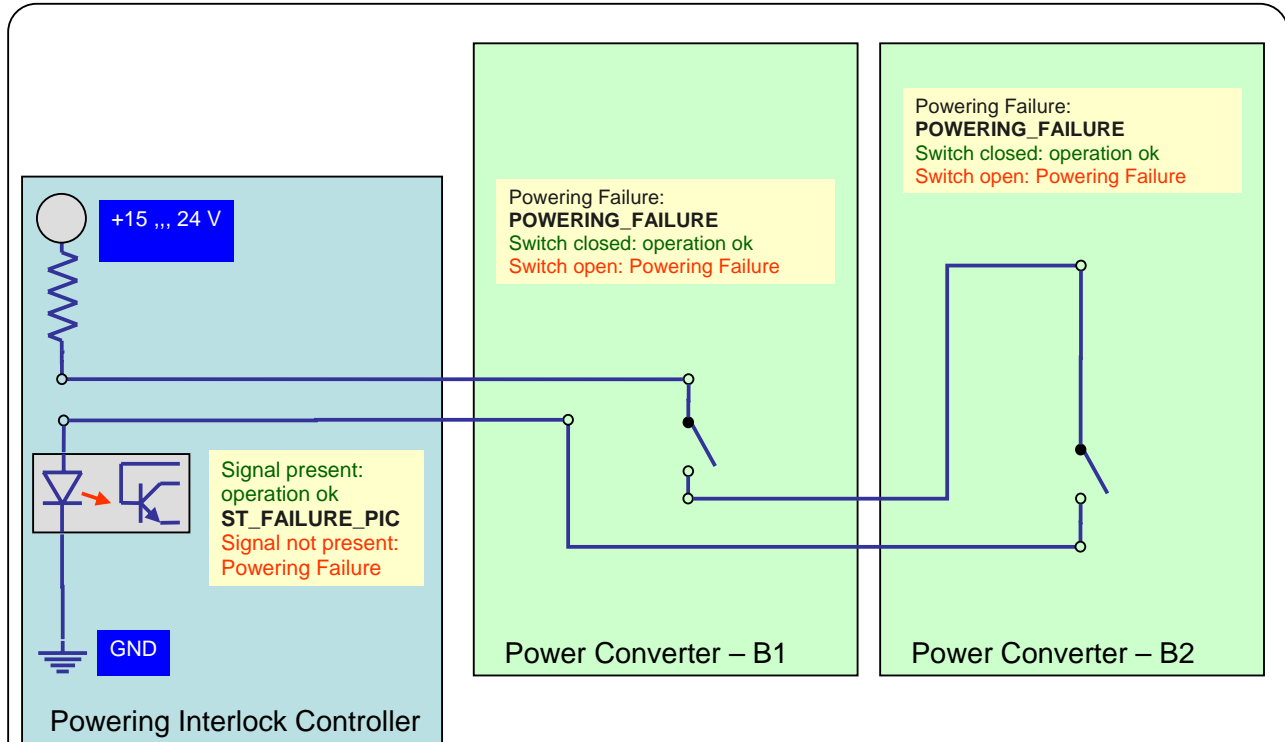 +15 ,,, 24 V
Signal present:
operation ok
ST_FAILURE_PIC
Signal not present:
Powering Failure
GND
Powering Interlock Controller
Powering Failure:
POWERING_FAILURE
Switch closed: operation ok
Switch open: Powering Failure
Power Converter – B1
Powering Failure:
POWERING_FAILURE
Switch closed: operation ok
Switch open: Powering Failure
Power Converter – B2